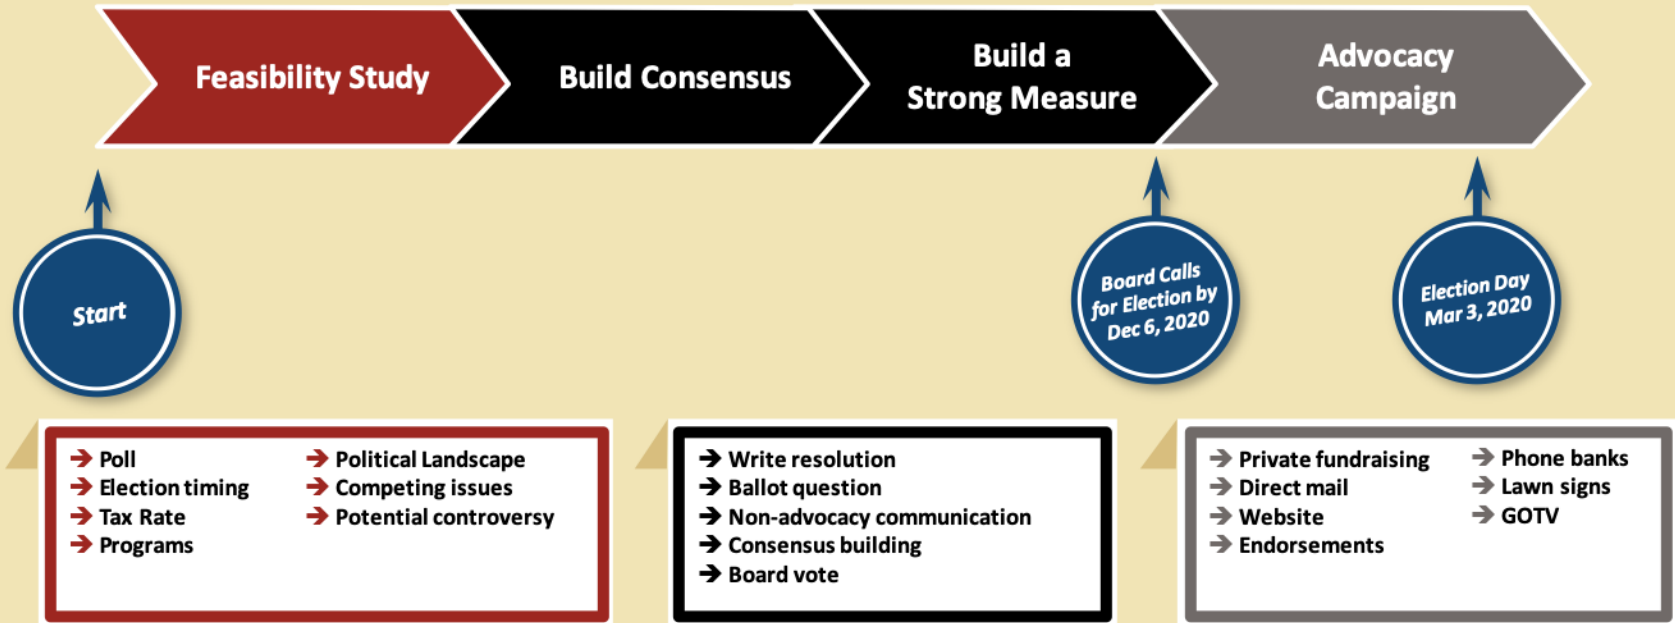 Feasibility Study
Build Consensus
Build a
Strong Measure
Advocacy
Campaign
Start
Board Calls
for Election by
Dec 6, 2020
Election Day
Mar 3, 2020
➔ Poll
➔ Election timing
➔ Tax Rate
➔ Programs
➔ Political Landscape
➔ Competing issues
➔ Potential controversy
➔ Write resolution
➔ Ballot question
➔ Non-advocacy communication
➔ Consensus building
➔ Board vote
➔ Private fundraising
➔ Direct mail
➔ Website
➔ Endorsements
➔ Phone banks
➔ Lawn signs
➔ GOTV